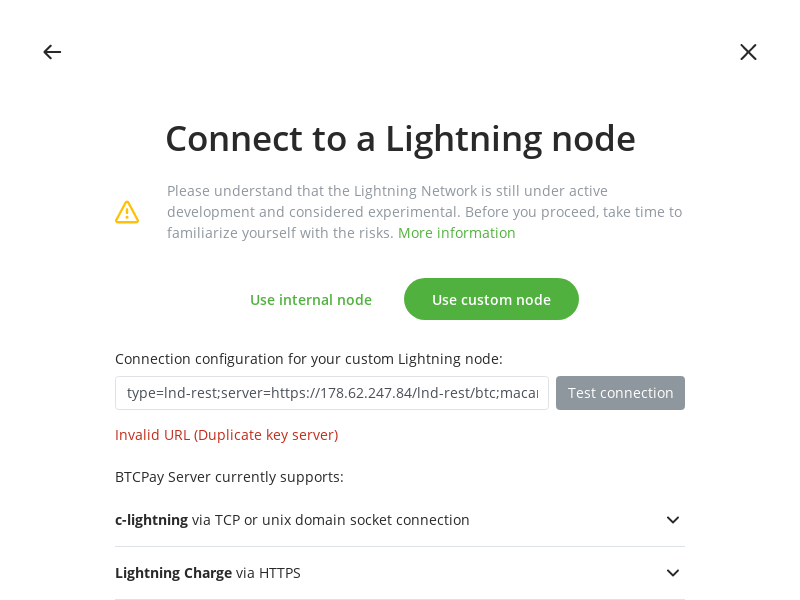 Connect to a Lightning node
Please understand that the Lightning Network is still under active
development and considered experimental. Before you proceed, take time to
familiarize yourself with the risks. More information
Use internal node
Use custom node
Connection configuration for your custom Lightning node:
type=lnd-rest;server=https://178.62.247.84/lnd-rest/btc;macar
Test connection
Invalid URL (Duplicate key server)
BTCPay Server currently supports:
c-lightning via TCP or unix domain socket connection
Lightning Charge via HTTPS